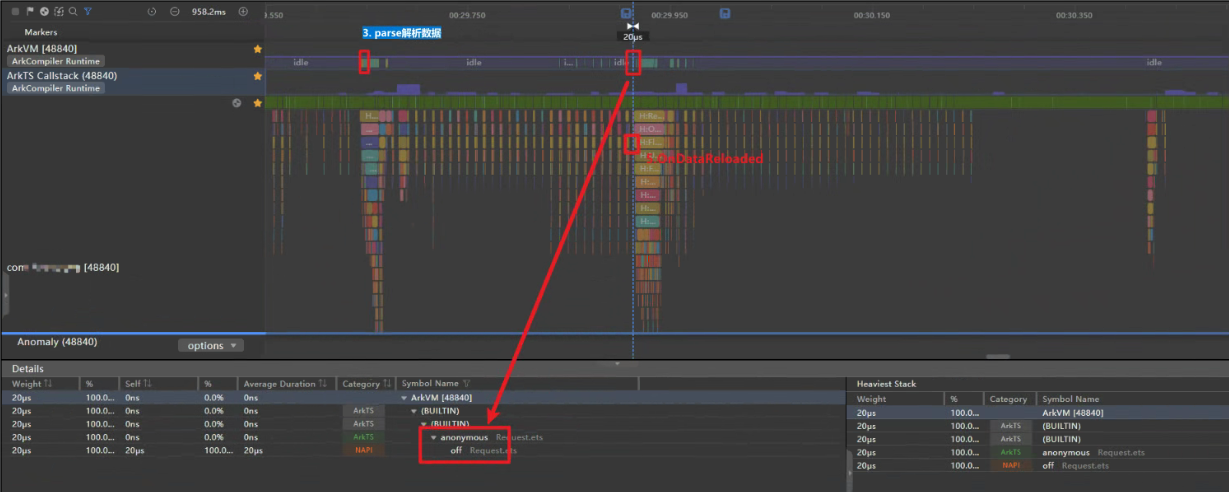 958.2ms
.550 00:29.750 00:29.950 00:30.150 00:30.350
Markers
3. parse解析数据
20μs
ArkVM [48840]
ArkCompiler Runtime
idle idle i... idle idle
ArkTS Callstack (48840)
ArkCompiler Runtime
H... H:Re...
... H:O...
... H:Fl...
DataReloaded
... H:F...
H:...
H:...
H:...
H:...
[48840]
Anomaly (48840)
options
Details
Weight % Self % Average Duration Category Symbol Name
20μs 100.0... 0ns 0.0% 0ns ArkVM [48840]
20μs 100.0... 0ns 0.0% 0ns ArkTS (BUILTIN)
20μs 100.0... 0ns 0.0% 0ns ArkTS (BUILTIN)
20μs 100.0... 0ns 0.0% 0ns ArkTS anonymous Request.ets
20μs 100.0... 20μs 100.0... 20μs NAPI off Request.ets
Heaviest Stack
Weight % Category Symbol Name
20μs 100.0... ArkVM [48840]
20μs 100.0... ArkTS (BUILTIN)
20μs 100.0... ArkTS (BUILTIN)
20μs 100.0... ArkTS anonymous Request.ets
20μs 100.0... NAPI off Request.ets